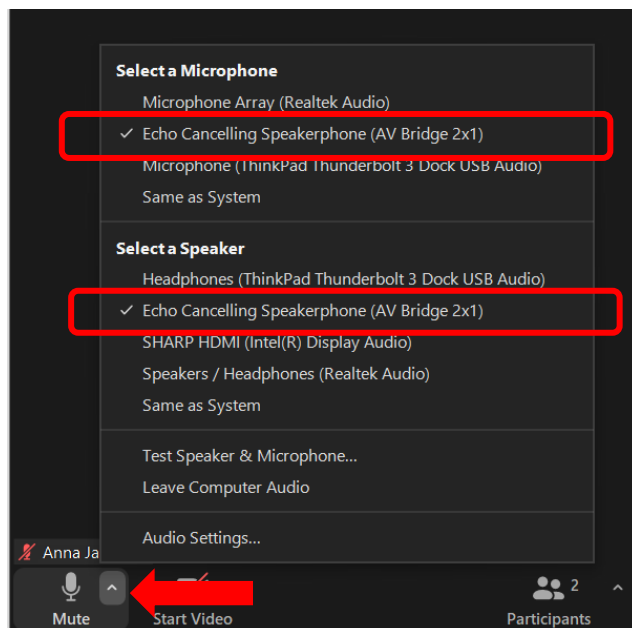 Select a Microphone
Microphone Array (Realtek Audio)
Echo Cancelling Speakerphone (AV Bridge 2x1)
Microphone (ThinkPad Thunderbolt 3 Dock USB Audio)
Same as System
Select a Speaker
Headphones (ThinkPad Thunderbolt 3 Dock USB Audio)
Echo Cancelling Speakerphone (AV Bridge 2x1)
SHARP HDMI (Intel(R) Display Audio)
Speakers / Headphones (Realtek Audio)
Same as System
Test Speaker & Microphone...
Leave Computer Audio
Audio Settings...
Anna Ja
2
Mute Start Video Participants